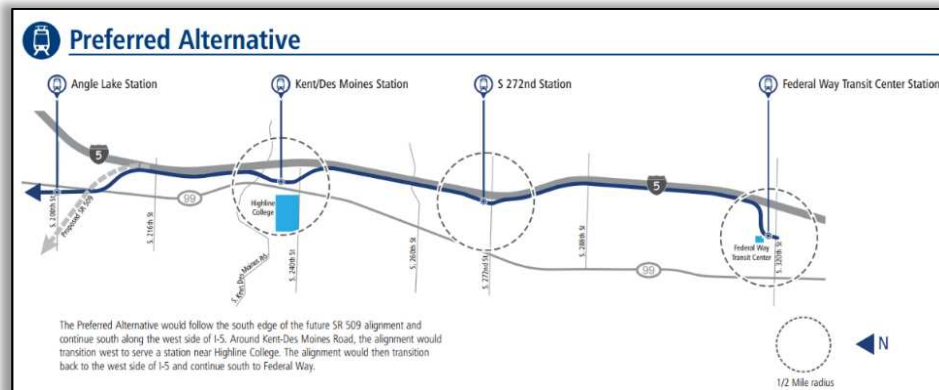 Preferred Alternative
Angle Lake Station
Kent/Des Moines Station
S 272nd Station
Federal Way Transit Center Station
5
99
S. 208th St
Proposed SR 509
S. 216th St
Highline
College
S. Kent Des Moines Rd.
S. 240th St
S. 260th St
S. 272nd St
S. 288th St
5
99
Federal Way
Transit Center
S. 320th St
The Preferred Alternative would follow the south edge of the future SR 509 alignment and
continue south along the west side of I-5. Around Kent-Des Moines Road, the alignment would
transition west to serve a station near Highline College. The alignment would then transition
back to the west side of I-5 and continue south to Federal Way.
N
1/2 Mile radius